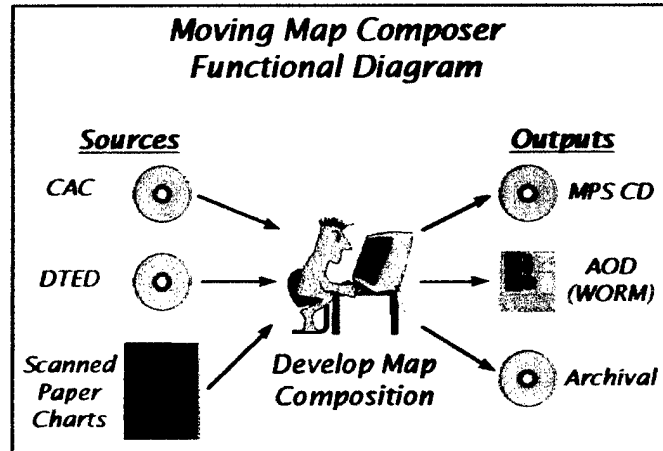 Moving Map Composer
Functional Diagram
Sources
CAC
DTED
Scanned
Paper
Charts
Develop Map
Composition
Outputs
MPS CD
AOD
(WORM)
Archival